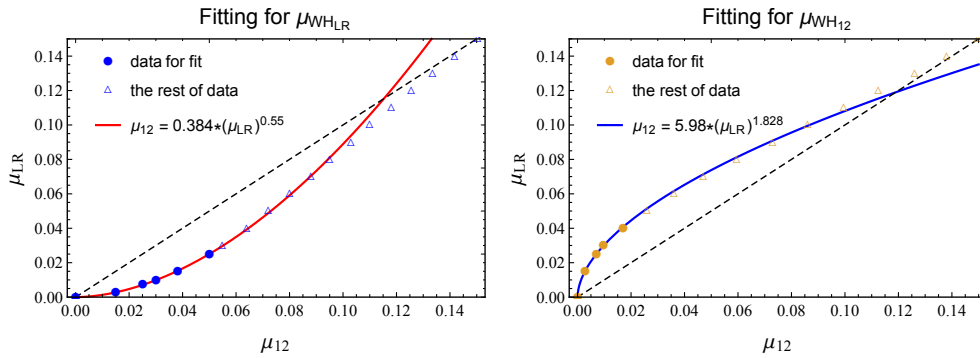 Fitting for μWH_LR
μ_LR
0.14
0.12
0.10
0.08
0.06
0.04
0.02
0.00
data for fit
the rest of data
μ12 = 0.384*(μLR)^0.55
0.00 0.02 0.04 0.06 0.08 0.10 0.12 0.14
μ12
Fitting for μWH_12
μ_LR
0.14
0.12
0.10
0.08
0.06
0.04
0.02
0.00
data for fit
the rest of data
μ12 = 5.98*(μLR)^1.828
0.00 0.02 0.04 0.06 0.08 0.10 0.12 0.14
μ12